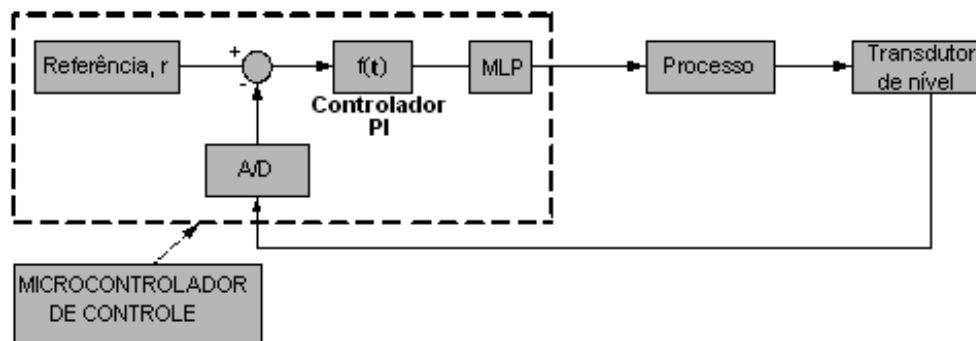 Referência, r
+
-
f(t)
Controlador
PI
MLP
Processo
Transdutor
de nível
A/D
MICROCONTROLADOR
DE CONTROLE